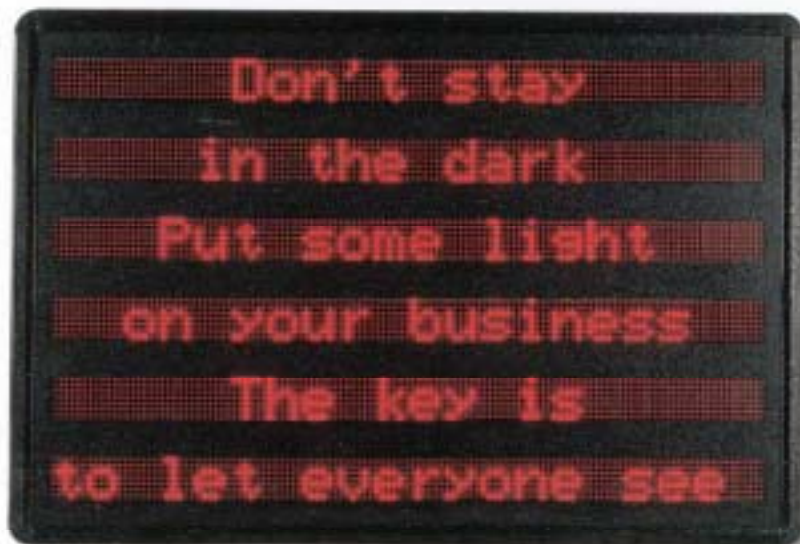 Don't stay
in the dark
Put some light
on your business
The key is
to let everyone see